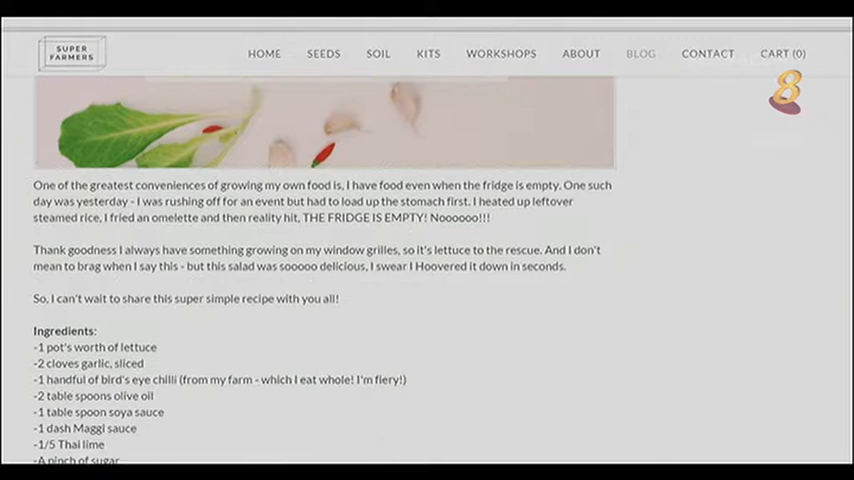 SUPER
FARMERS
HOME SEEDS SOIL KITS WORKSHOPS ABOUT BLOG CONTACT CART (0)
8
One of the greatest conveniences of growing my own food is, I have food even when the fridge is empty. One such
day was yesterday - I was rushing off for an event but had to load up the stomach first. I heated up leftover
steamed rice, I fried an omelette and then reality hit, THE FRIDGE IS EMPTY! Noooooo!!!
Thank goodness I always have something growing on my window grilles, so it's lettuce to the rescue. And I don't
mean to brag when I say this - but this salad was sooooo delicious, I swear I Hoovered it down in seconds.
So, I can't wait to share this super simple recipe with you all!
Ingredients:
-1 pot's worth of lettuce
-2 cloves garlic, sliced
-1 handful of bird's eye chilli (from my farm - which I eat whole! I'm fiery!)
-2 table spoons olive oil
-1 table spoon soya sauce
-1 dash Maggi sauce
-1/5 Thai lime
-A pinch of sugar